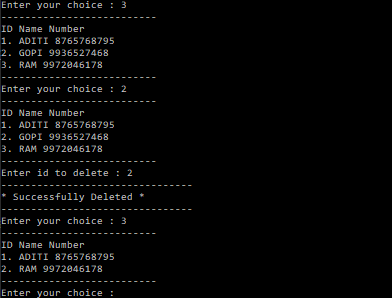 Enter your choice : 3
--------------------------
ID Name Number
1. ADITI 8765768795
2. GOPI 9936527468
3. RAM 9972046178
--------------------------
Enter your choice : 2
--------------------------
ID Name Number
1. ADITI 8765768795
2. GOPI 9936527468
3. RAM 9972046178
--------------------------
Enter id to delete : 2
--------------------------------
* Successfully Deleted *
--------------------------------
Enter your choice : 3
--------------------------
ID Name Number
1. ADITI 8765768795
2. RAM 9972046178
--------------------------
Enter your choice :